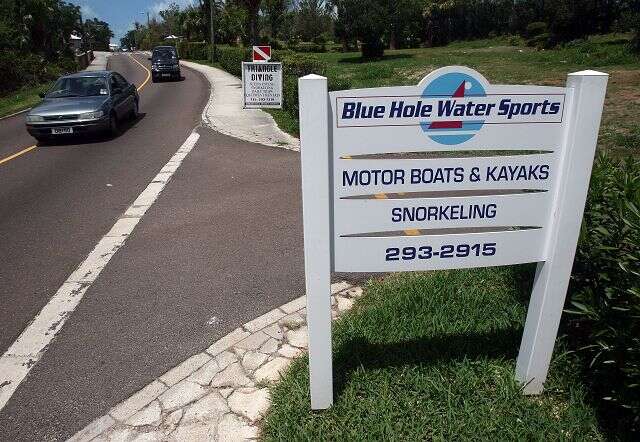 Blue Hole Water Sports
MOTOR BOATS & KAYAKS
SNORKELING
293-2915
TRIANGLE
DIVING